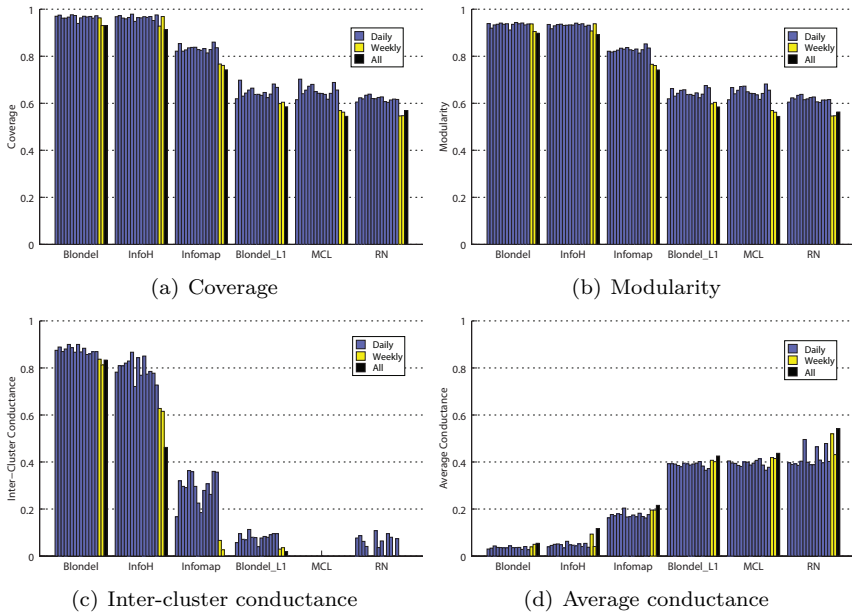 1
0.8
0.6
0.4
0.2
0
Coverage
Daily
Weekly
All
Blondel InfoH Infomap Blondel_L1 MCL RN
(a) Coverage
1
0.8
0.6
0.4
0.2
0
Modularity
Daily
Weekly
All
Blondel InfoH Infomap Blondel_L1 MCL RN
(b) Modularity
1
0.8
0.6
0.4
0.2
0
Inter−Cluster Conductance
Daily
Weekly
All
Blondel InfoH Infomap Blondel_L1 MCL RN
(c) Inter-cluster conductance
1
0.8
0.6
0.4
0.2
0
Average Conductance
Daily
Weekly
All
Blondel InfoH Infomap Blondel_L1 MCL RN
(d) Average conductance